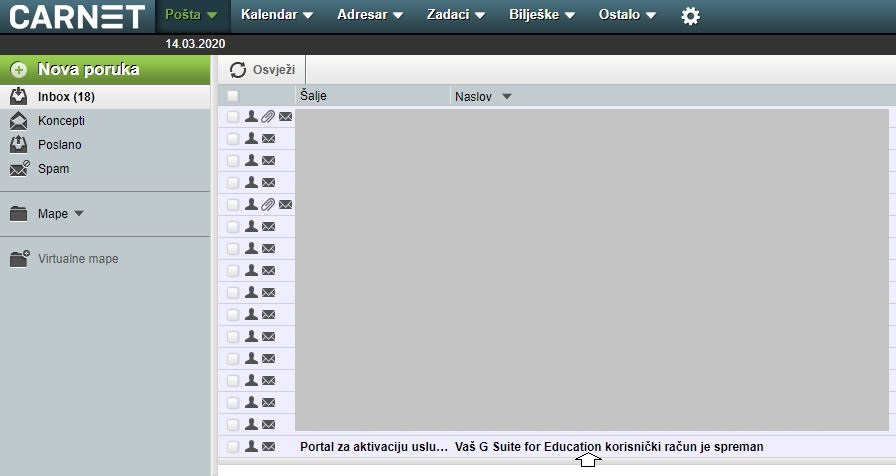 CARNET Pošta Kalendar Adresar Zadaci Bilješke Ostalo
14.03.2020
Nova poruka
Osvježi
Inbox (18)
Koncepti
Poslano
Spam
Mape
Virtualne mape
Šalje Naslov
Portal za aktivaciju uslu… Vaš G Suite for Education korisnički račun je spreman